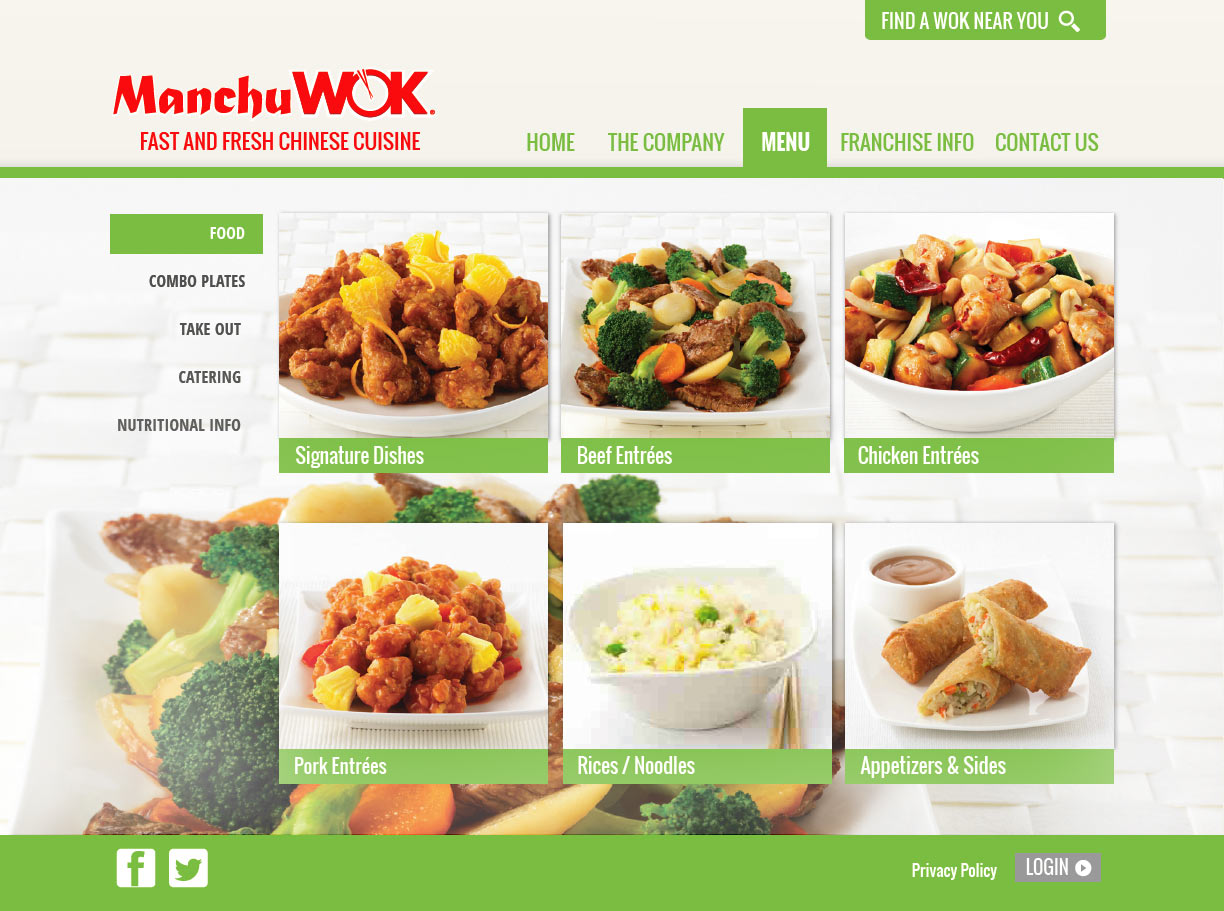 FIND A WOK NEAR YOU
ManchuWOK®
FAST AND FRESH CHINESE CUISINE
HOME THE COMPANY MENU FRANCHISE INFO CONTACT US
FOOD
COMBO PLATES
TAKE OUT
CATERING
NUTRITIONAL INFO
Signature Dishes
Beef Entrées
Chicken Entrées
Pork Entrées
Rices / Noodles
Appetizers & Sides
Privacy Policy
LOGIN